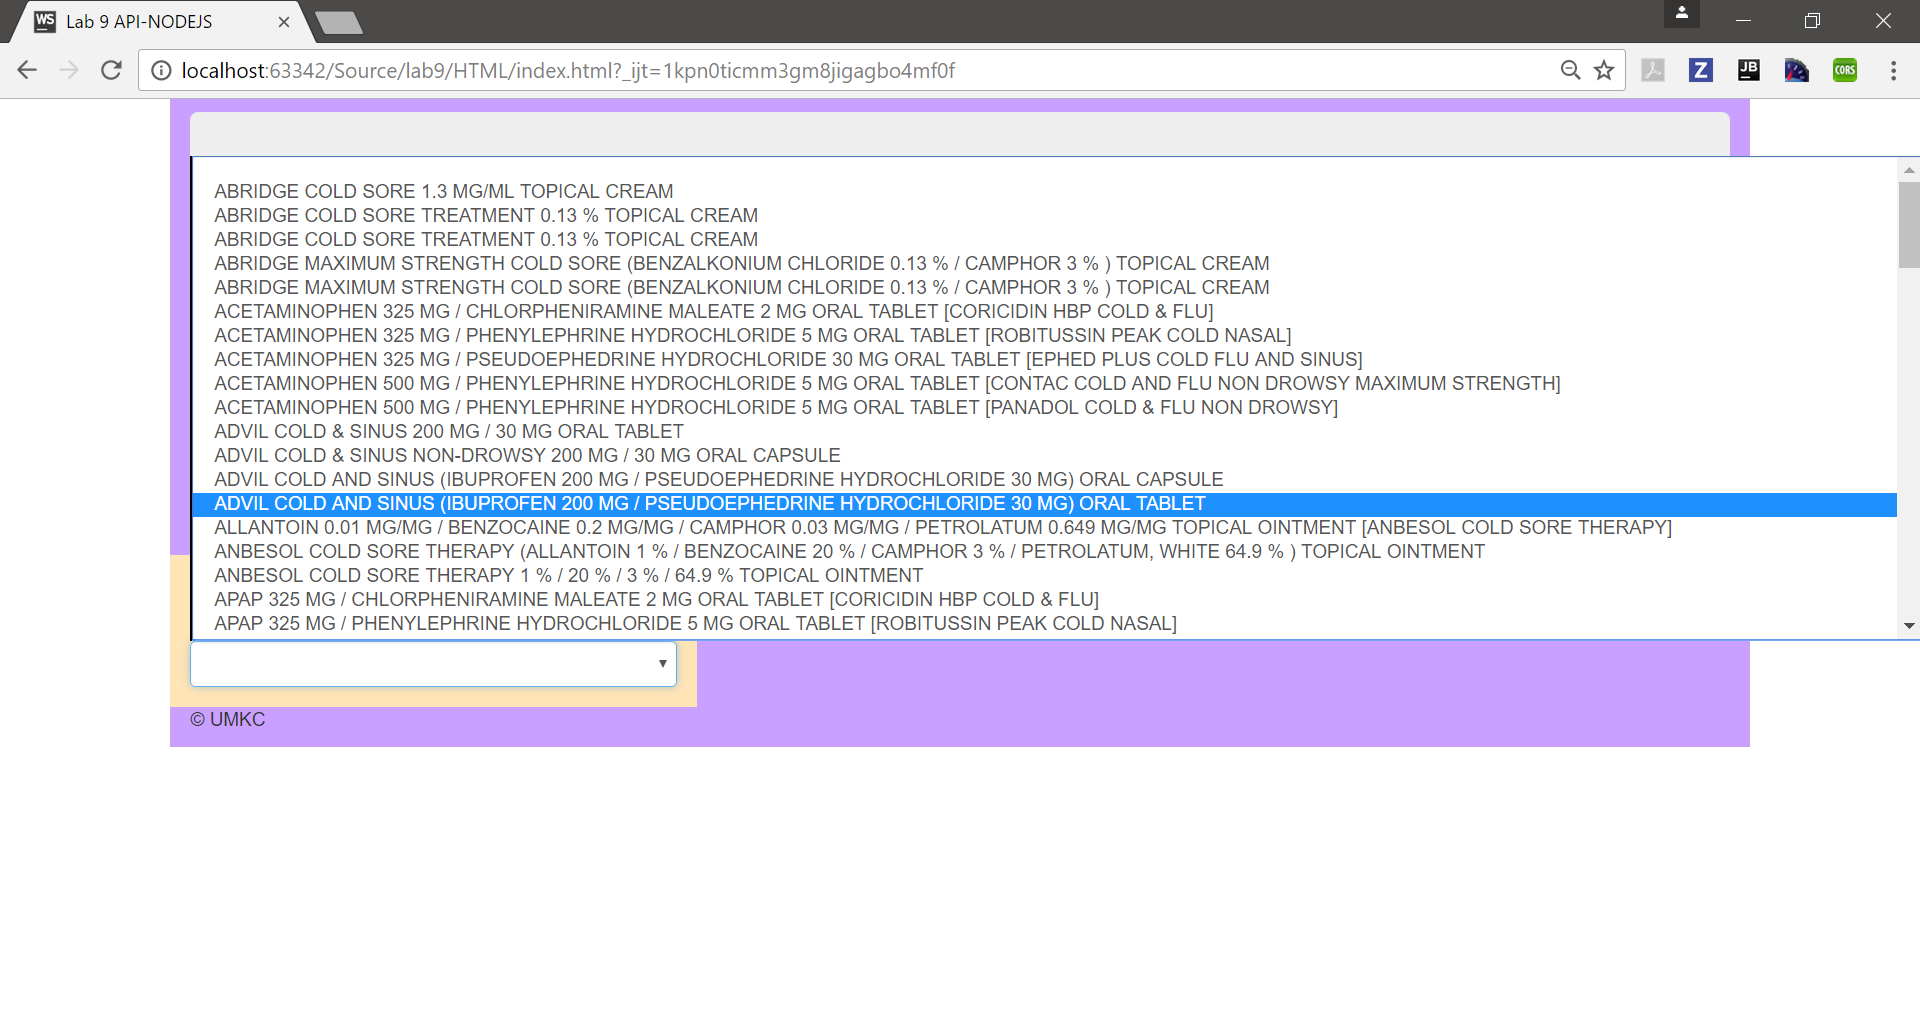 WS Lab 9 API-NODEJS
localhost:63342/Source/lab9/HTML/index.html?_ijt=1kpn0ticmm3gm8jigagbo4mf0f Z JB CORS
ABRIDGE COLD SORE 1.3 MG/ML TOPICAL CREAM
ABRIDGE COLD SORE TREATMENT 0.13 % TOPICAL CREAM
ABRIDGE COLD SORE TREATMENT 0.13 % TOPICAL CREAM
ABRIDGE MAXIMUM STRENGTH COLD SORE (BENZALKONIUM CHLORIDE 0.13 % / CAMPHOR 3 % ) TOPICAL CREAM
ABRIDGE MAXIMUM STRENGTH COLD SORE (BENZALKONIUM CHLORIDE 0.13 % / CAMPHOR 3 % ) TOPICAL CREAM
ACETAMINOPHEN 325 MG / CHLORPHENIRAMINE MALEATE 2 MG ORAL TABLET [CORICIDIN HBP COLD & FLU]
ACETAMINOPHEN 325 MG / PHENYLEPHRINE HYDROCHLORIDE 5 MG ORAL TABLET [ROBITUSSIN PEAK COLD NASAL]
ACETAMINOPHEN 325 MG / PSEUDOEPHEDRINE HYDROCHLORIDE 30 MG ORAL TABLET [EPHED PLUS COLD FLU AND SINUS]
ACETAMINOPHEN 500 MG / PHENYLEPHRINE HYDROCHLORIDE 5 MG ORAL TABLET [CONTAC COLD AND FLU NON DROWSY MAXIMUM STRENGTH]
ACETAMINOPHEN 500 MG / PHENYLEPHRINE HYDROCHLORIDE 5 MG ORAL TABLET [PANADOL COLD & FLU NON DROWSY]
ADVIL COLD & SINUS 200 MG / 30 MG ORAL TABLET
ADVIL COLD & SINUS NON-DROWSY 200 MG / 30 MG ORAL CAPSULE
ADVIL COLD AND SINUS (IBUPROFEN 200 MG / PSEUDOEPHEDRINE HYDROCHLORIDE 30 MG) ORAL CAPSULE
ADVIL COLD AND SINUS (IBUPROFEN 200 MG / PSEUDOEPHEDRINE HYDROCHLORIDE 30 MG) ORAL TABLET
ALLANTOIN 0.01 MG/MG / BENZOCAINE 0.2 MG/MG / CAMPHOR 0.03 MG/MG / PETROLATUM 0.649 MG/MG TOPICAL OINTMENT [ANBESOL COLD SORE THERAPY]
ANBESOL COLD SORE THERAPY (ALLANTOIN 1 % / BENZOCAINE 20 % / CAMPHOR 3 % / PETROLATUM, WHITE 64.9 % ) TOPICAL OINTMENT
ANBESOL COLD SORE THERAPY 1 % / 20 % / 3 % / 64.9 % TOPICAL OINTMENT
APAP 325 MG / CHLORPHENIRAMINE MALEATE 2 MG ORAL TABLET [CORICIDIN HBP COLD & FLU]
APAP 325 MG / PHENYLEPHRINE HYDROCHLORIDE 5 MG ORAL TABLET [ROBITUSSIN PEAK COLD NASAL]
© UMKC